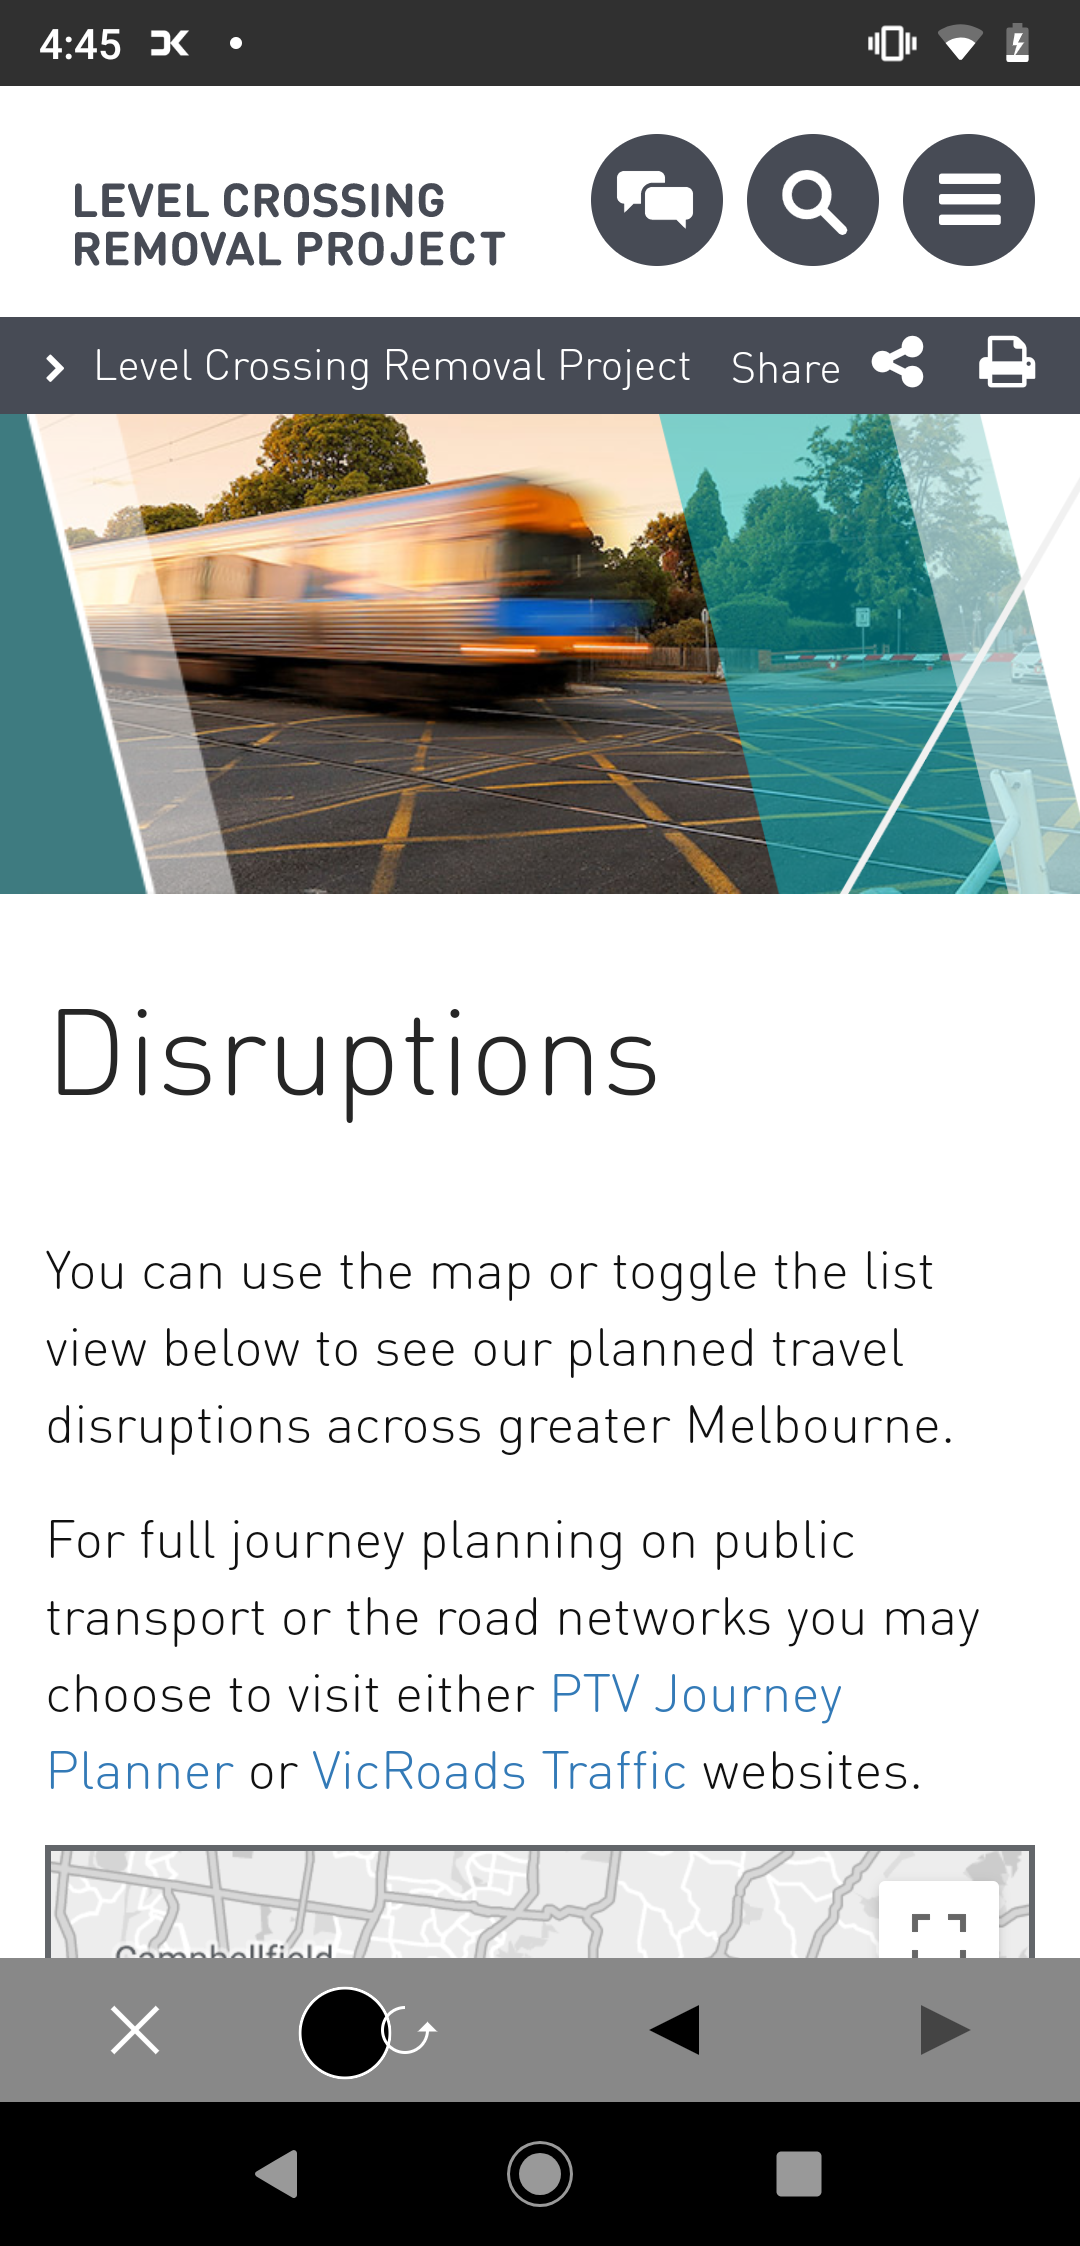 4:45
LEVEL CROSSING
REMOVAL PROJECT
Level Crossing Removal Project Share
Disruptions
You can use the map or toggle the list
view below to see our planned travel
disruptions across greater Melbourne.
For full journey planning on public
transport or the road networks you may
choose to visit either PTV Journey
Planner or VicRoads Traffic websites.
Campbellfield